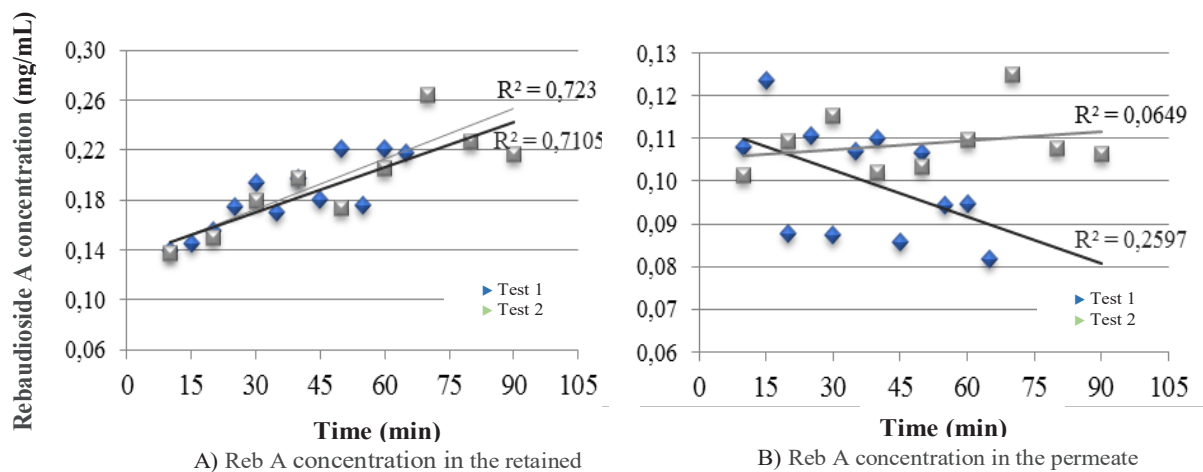 Rebaudioside A concentration (mg/mL)
0,30
0,26
0,22
0,18
0,14
0,10
0,06
R² = 0,723
R² = 0,7105
Test 1
Test 2
0 15 30 45 60 75 90 105
Time (min)
A) Reb A concentration in the retained
0,13
0,12
0,11
0,10
0,09
0,08
0,07
0,06
R² = 0,0649
R² = 0,2597
Test 1
Test 2
0 15 30 45 60 75 90 105
Time (min)
B) Reb A concentration in the permeate